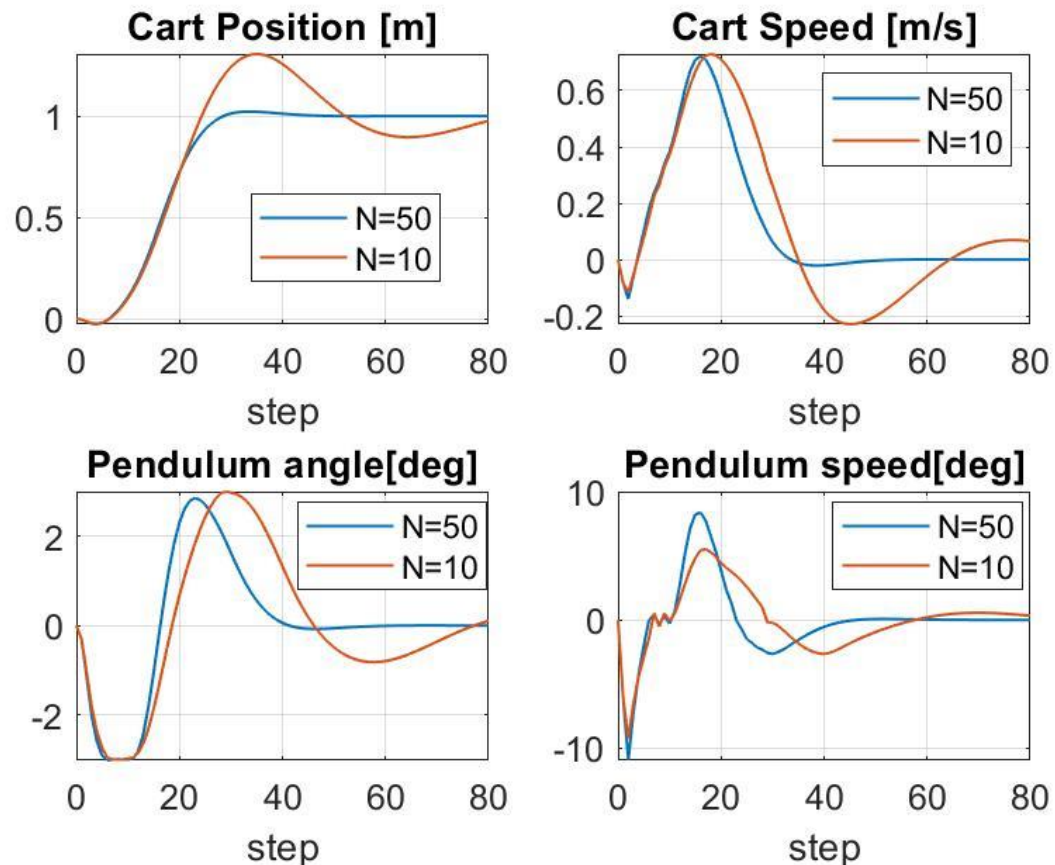 Cart Position [m]
1
0.5
0
0 20 40 60 80
step
N=50
N=10
Cart Speed [m/s]
0.6
0.4
0.2
0
-0.2
0 20 40 60 80
step
N=50
N=10
Pendulum angle[deg]
2
0
-2
0 20 40 60 80
step
N=50
N=10
Pendulum speed[deg]
10
0
-10
0 20 40 60 80
step
N=50
N=10